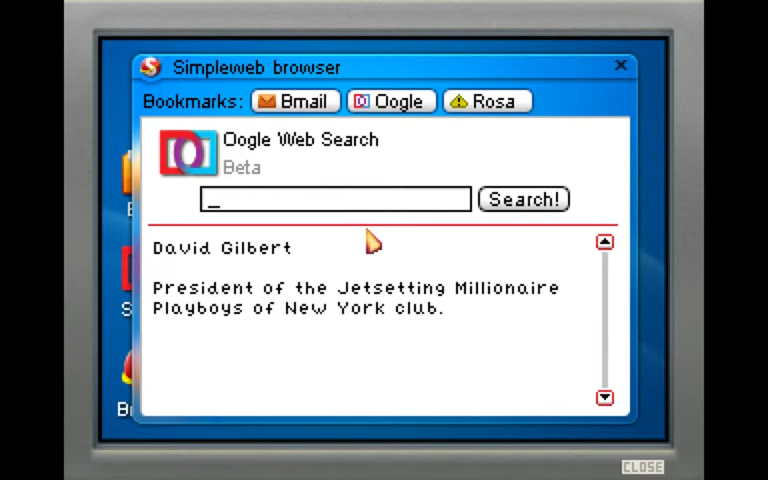 Simpleweb browser
Bookmarks: Bmail Oogle Rosa
Oogle Web Search
Beta
_ Search!
David Gilbert
President of the Jetsetting Millionaire
Playboys of New York club.
CLOSE